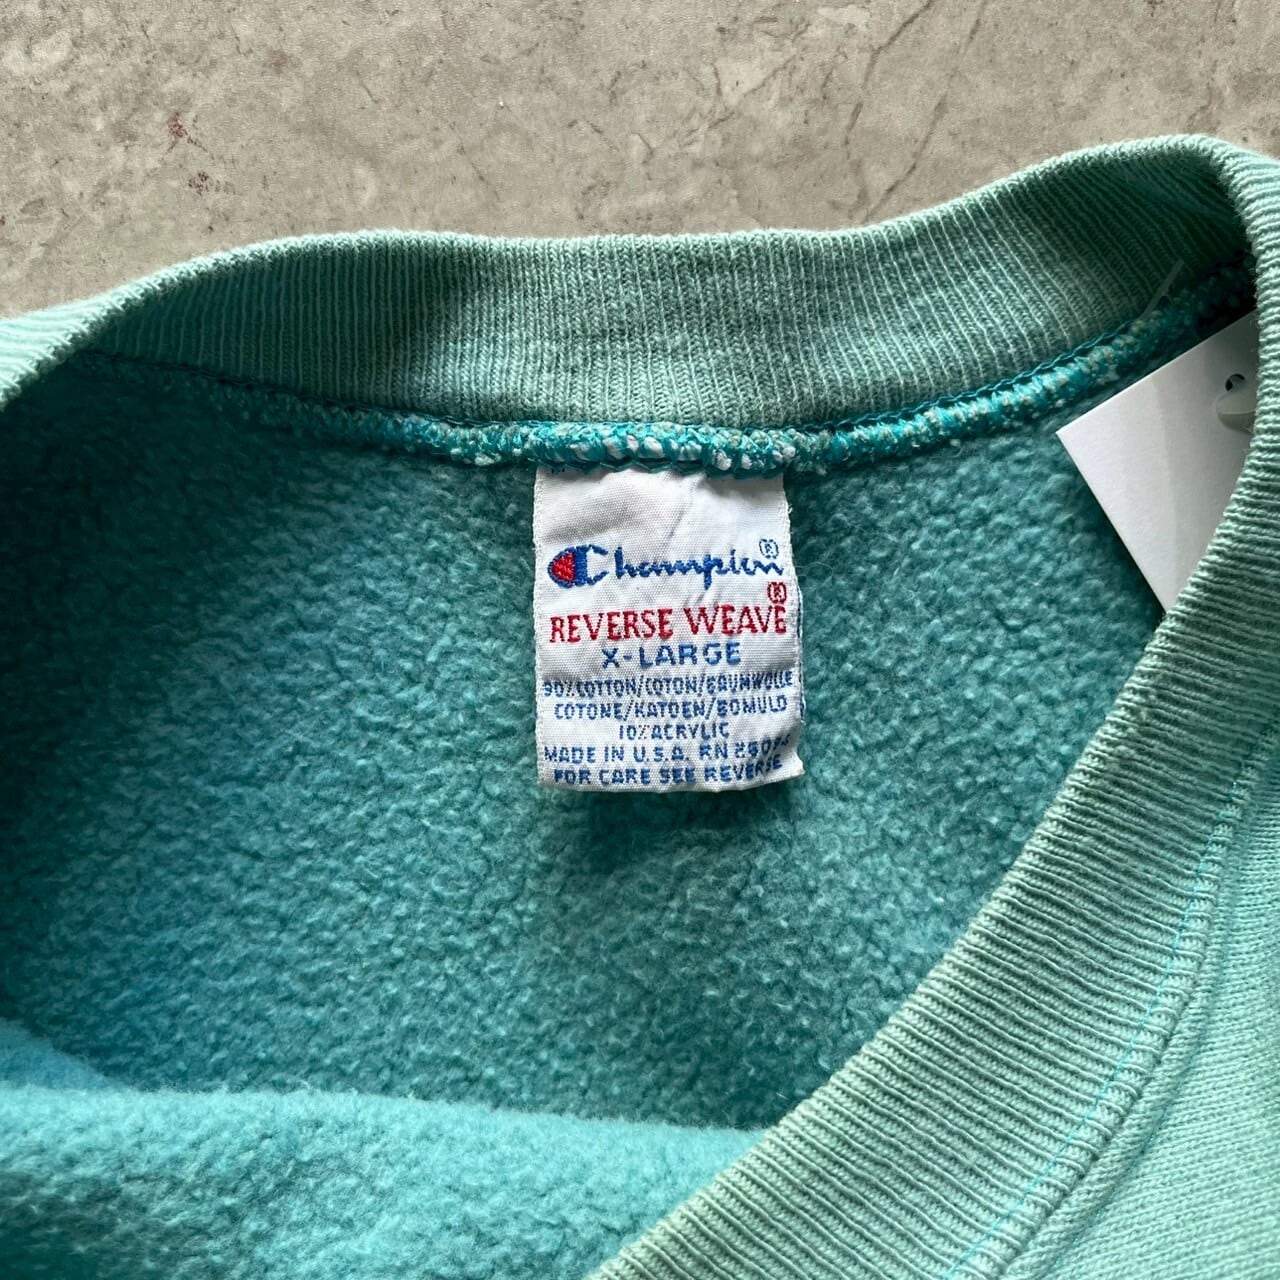 Champion®
REVERSE WEAVE®
X-LARGE
90% COTTON/COTON/BAUMWOLLE
COTONE/KATOEN/BOMULD
10% ACRYLIC
MADE IN U.S.A. RN
FOR CARE SEE REVERSE